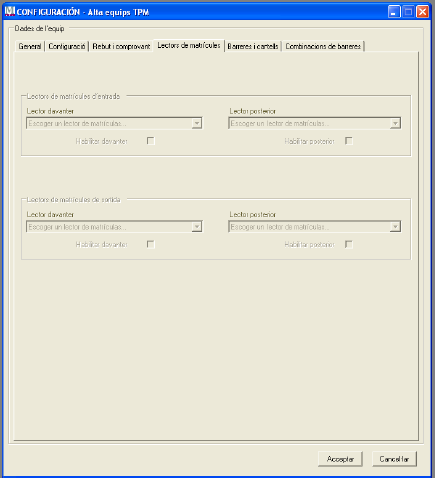 CONFIGURACIÓN - Alta equips TPM
Dades de l'equip
General Configuració Rebut i comprovant Lectors de matrícules Barreres i cartells Combinacions de barreres
Lectors de matrícules d'entrada
Lector davanter Lector posterior
Escoger un lector de matrículas... Escoger un lector de matrículas...
Habilitar davanter Habilitar posterior
Lectors de matrícules de sortida
Lector davanter Lector posterior
Escoger un lector de matrículas... Escoger un lector de matrículas...
Habilitar davanter Habilitar posterior
Acceptar Cancel·lar